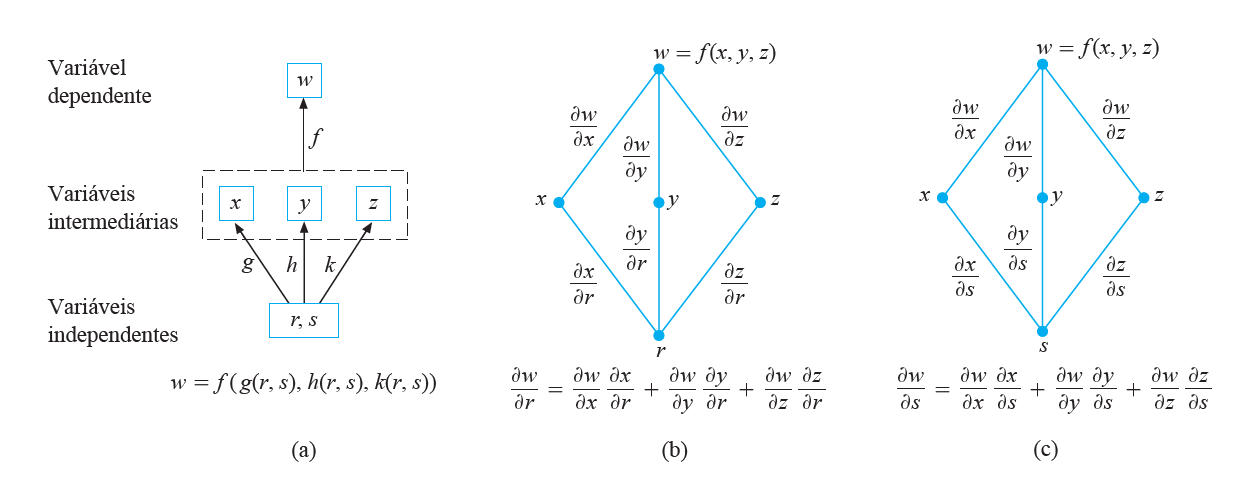 Variável
dependente
w
f
Variáveis
intermediárias
x y z
g h k
Variáveis
independentes
r, s
w = f(g(r, s), h(r, s), k(r, s))
(a)
w = f(x, y, z)
∂w/∂x ∂w/∂y ∂w/∂z
x y z
∂x/∂r ∂y/∂r ∂z/∂r
r
∂w/∂r = ∂w/∂x ∂x/∂r + ∂w/∂y ∂y/∂r + ∂w/∂z ∂z/∂r
(b)
w = f(x, y, z)
∂w/∂x ∂w/∂y ∂w/∂z
x y z
∂x/∂s ∂y/∂s ∂z/∂s
s
∂w/∂s = ∂w/∂x ∂x/∂s + ∂w/∂y ∂y/∂s + ∂w/∂z ∂z/∂s
(c)